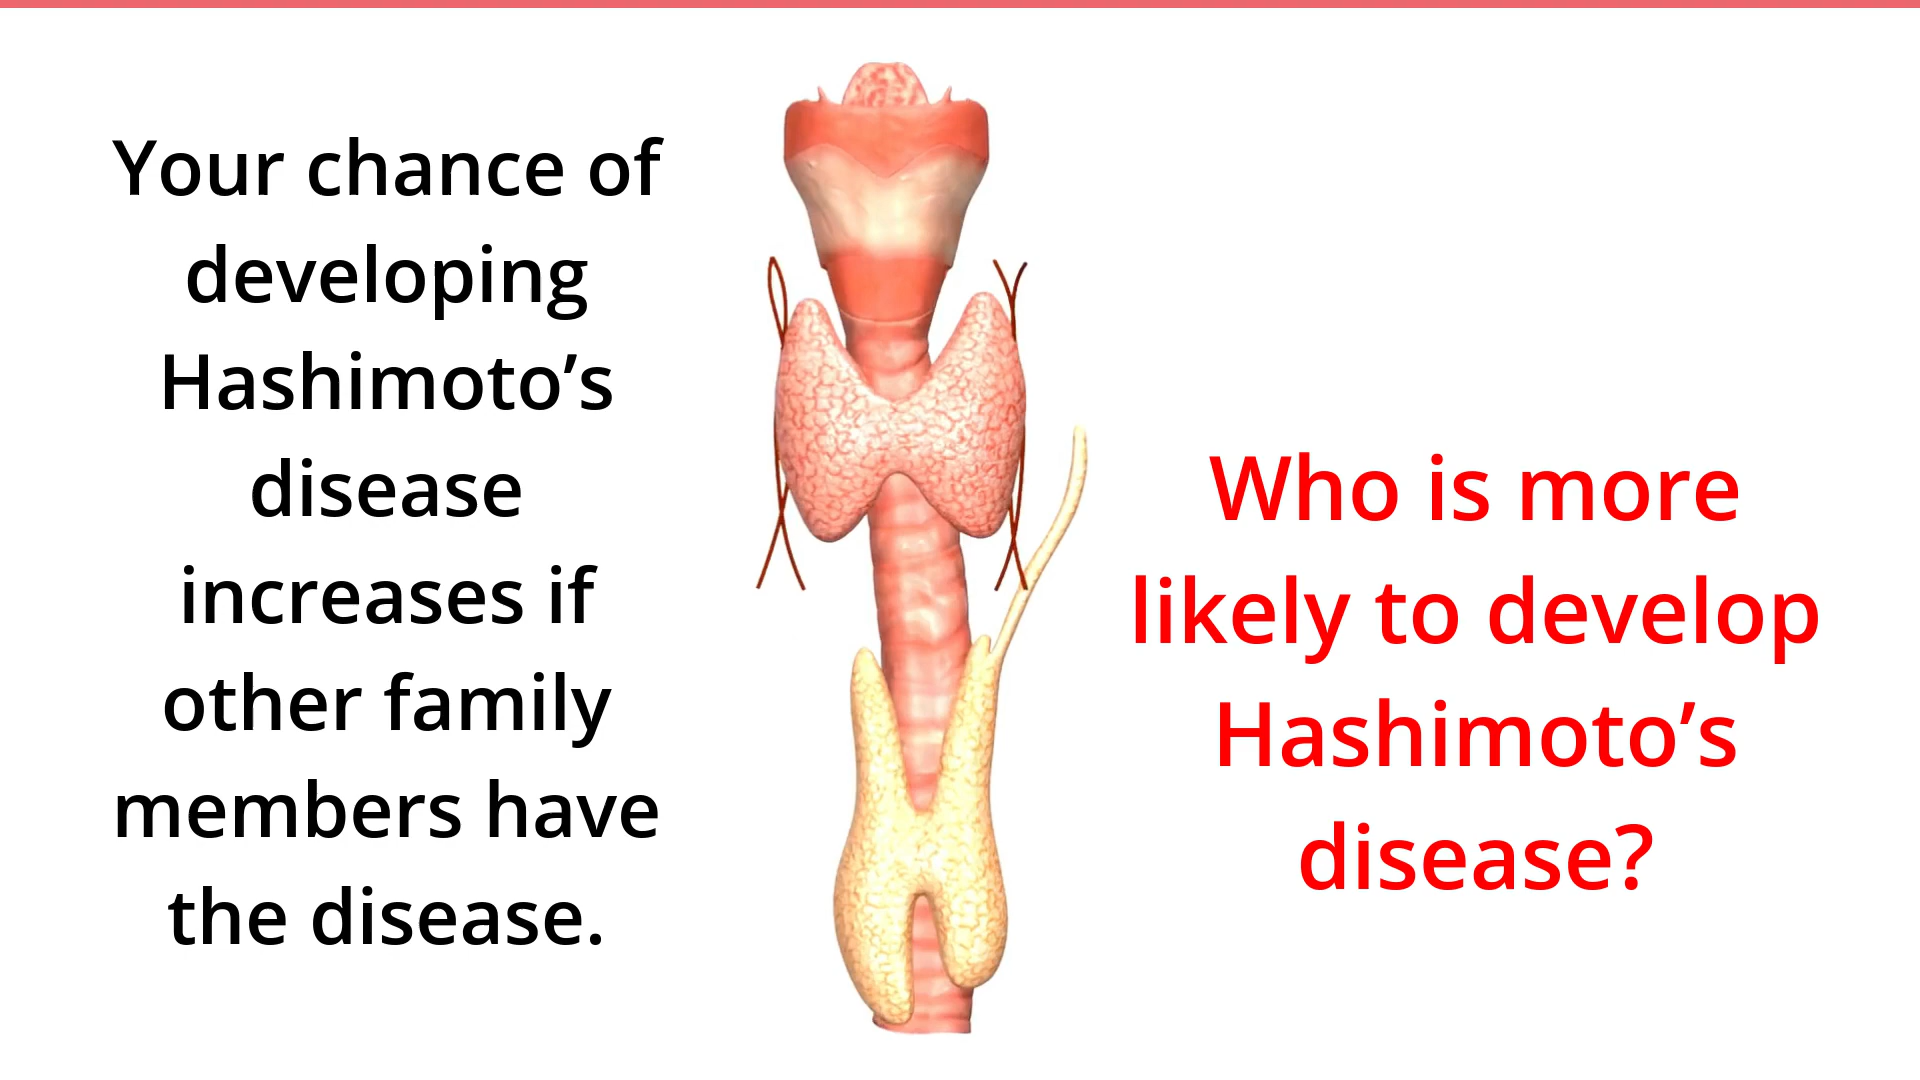 Your chance of
developing
Hashimoto’s
disease
increases if
other family
members have
the disease.
Who is more
likely to develop
Hashimoto’s
disease?